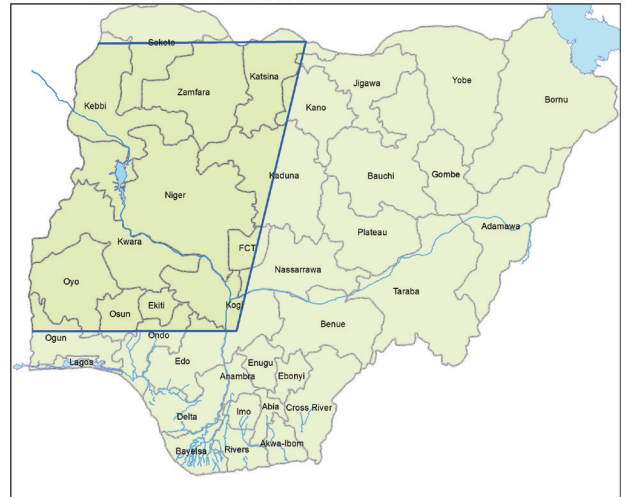 Sokoto
Katsina
Yobe
Jigawa
Zamfara
Kano
Bornu
Kebbi
Kaduna
Bauchi
Gombe
Niger
Adamawa
Plateau
Kwara
FCT
Nassarrawa
Oyo
Taraba
Ekiti
Kog
Osun
Benue
Ogun
Ondo
Lagos
Edo
Enugu
Anambra
Ebonyi
Delta
Imo
Abia
Cross River
Bayelsa
Rivers
Akwa-Ibom